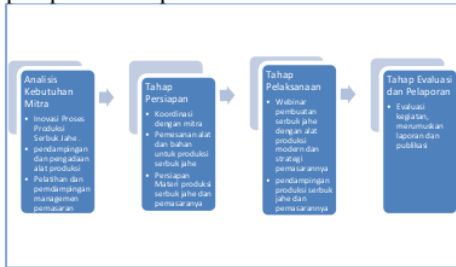 Analisis
Kebutuhan
Mitra
• Inovasi Proses
Produksi
Serbuk Jahe .
• pendampingan
dan pengadaan
alat produksi
• Pelatihan dan
pemdampingan
managemen
pemasaran
Tahap
Persiapan
• Koordinasi
dengan mitra
• Pemesanan alat
dan bahan
untuk produksi
serbuk jahe
• Persiapan
Materi produksi
serbuk jahe dan
pemasaranya
Tahap
Pelaksanaan
• Webinar
pembuatan
serbuk jahe
dengan alat
produksi
modern dan
strategi
pemasarannya
• pendampingan
produksi serbuk
jahe dan
pemasarannya
Tahap Evaluasi
dan Pelaporan
• Evaluasi
kegiatan,
merumuskan
laporan dan
publikasi